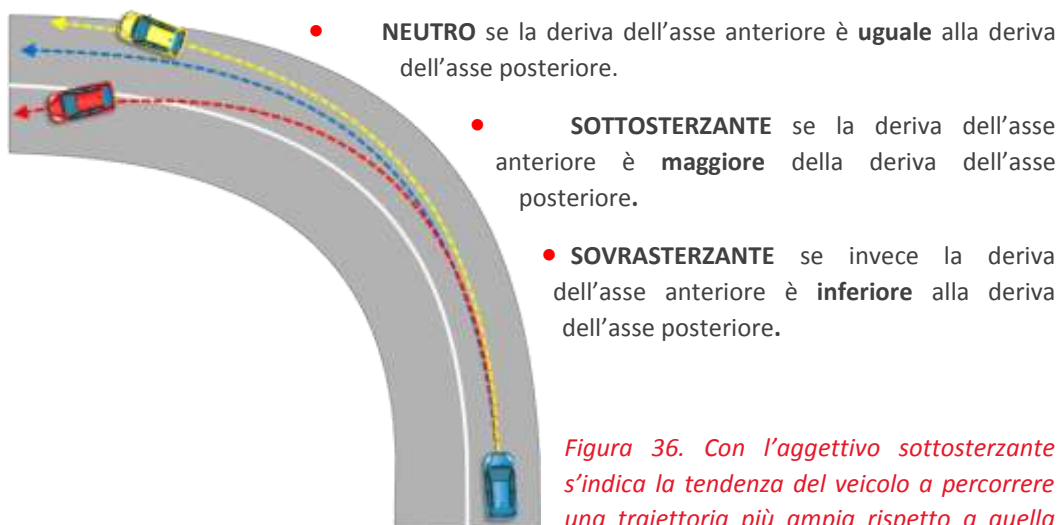 • NEUTRO se la deriva dell’asse anteriore è uguale alla deriva
dell’asse posteriore.
• SOTTOSTERZANTE se la deriva dell’asse
anteriore è maggiore della deriva dell’asse
posteriore.
• SOVRASTERZANTE se invece la deriva
dell’asse anteriore è inferiore alla deriva
dell’asse posteriore.
Figura 36. Con l’aggettivo sottosterzante
s’indica la tendenza del veicolo a percorrere
una traiettoria più ampia rispetto a quella